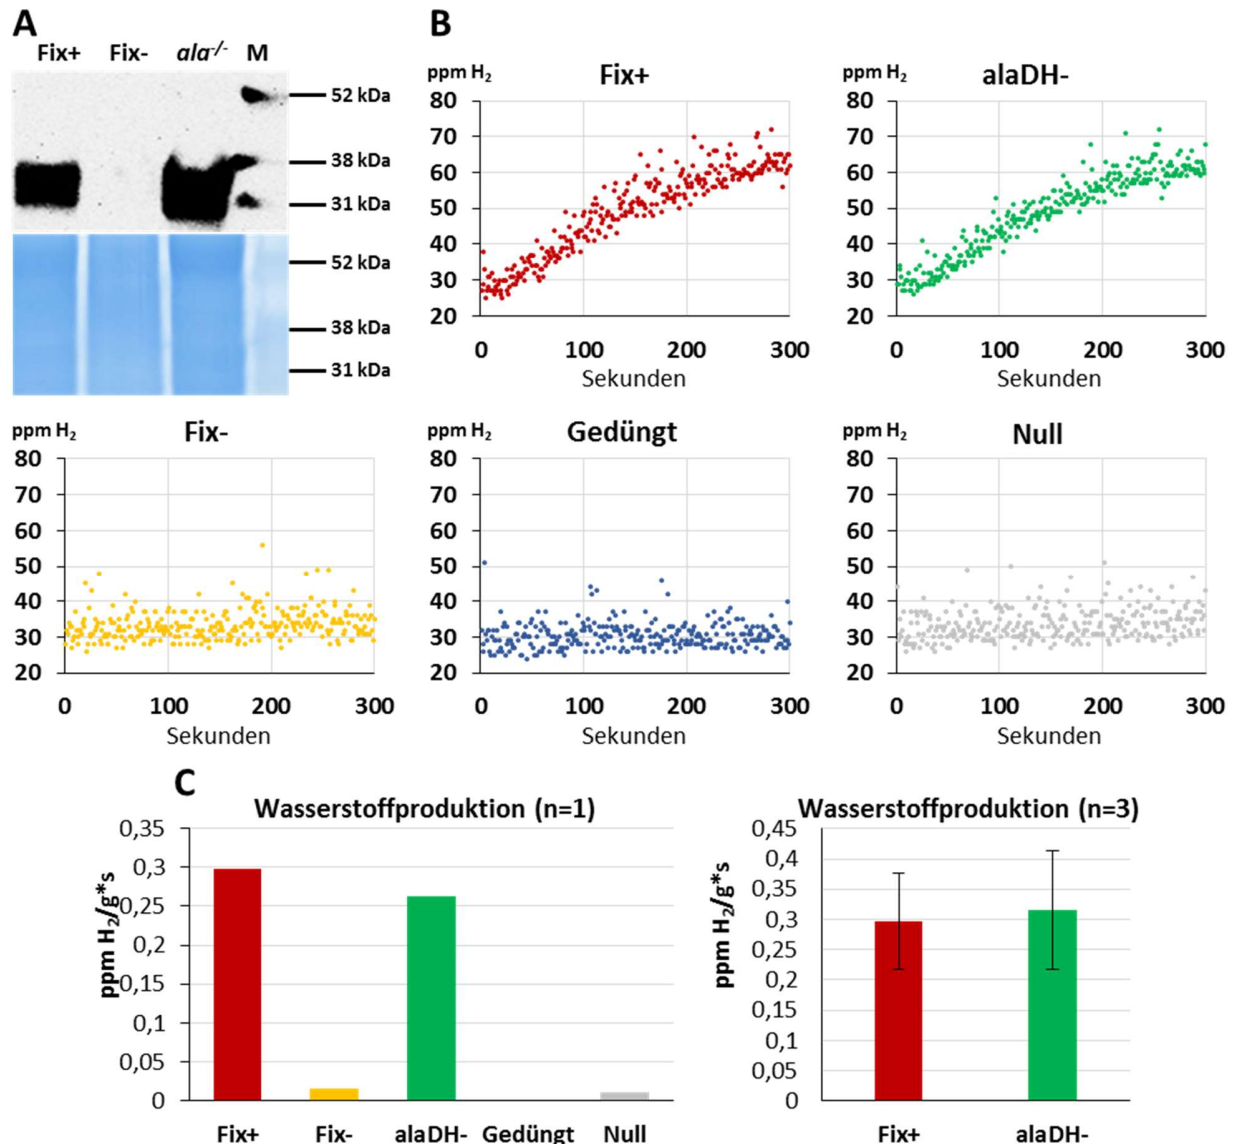 A
Fix+ Fix- ala-/- M
52 kDa
38 kDa
31 kDa
52 kDa
38 kDa
31 kDa
B
ppm H2 Fix+
80
70
60
50
40
30
20
0 100 200 300
Sekunden
ppm H2 alaDH-
80
70
60
50
40
30
20
0 100 200 300
Sekunden
ppm H2 Fix-
80
70
60
50
40
30
20
0 100 200 300
Sekunden
ppm H2 Gedüngt
80
70
60
50
40
30
20
0 100 200 300
Sekunden
ppm H2 Null
80
70
60
50
40
30
20
0 100 200 300
Sekunden
C
Wasserstoffproduktion (n=1)
ppm H2/g*s
0,35
0,3
0,25
0,2
0,15
0,1
0,05
0
Fix+ Fix- alaDH- Gedüngt Null
Wasserstoffproduktion (n=3)
ppm H2/g*s
0,45
0,4
0,35
0,3
0,25
0,2
0,15
0,1
0,05
0
Fix+ alaDH-